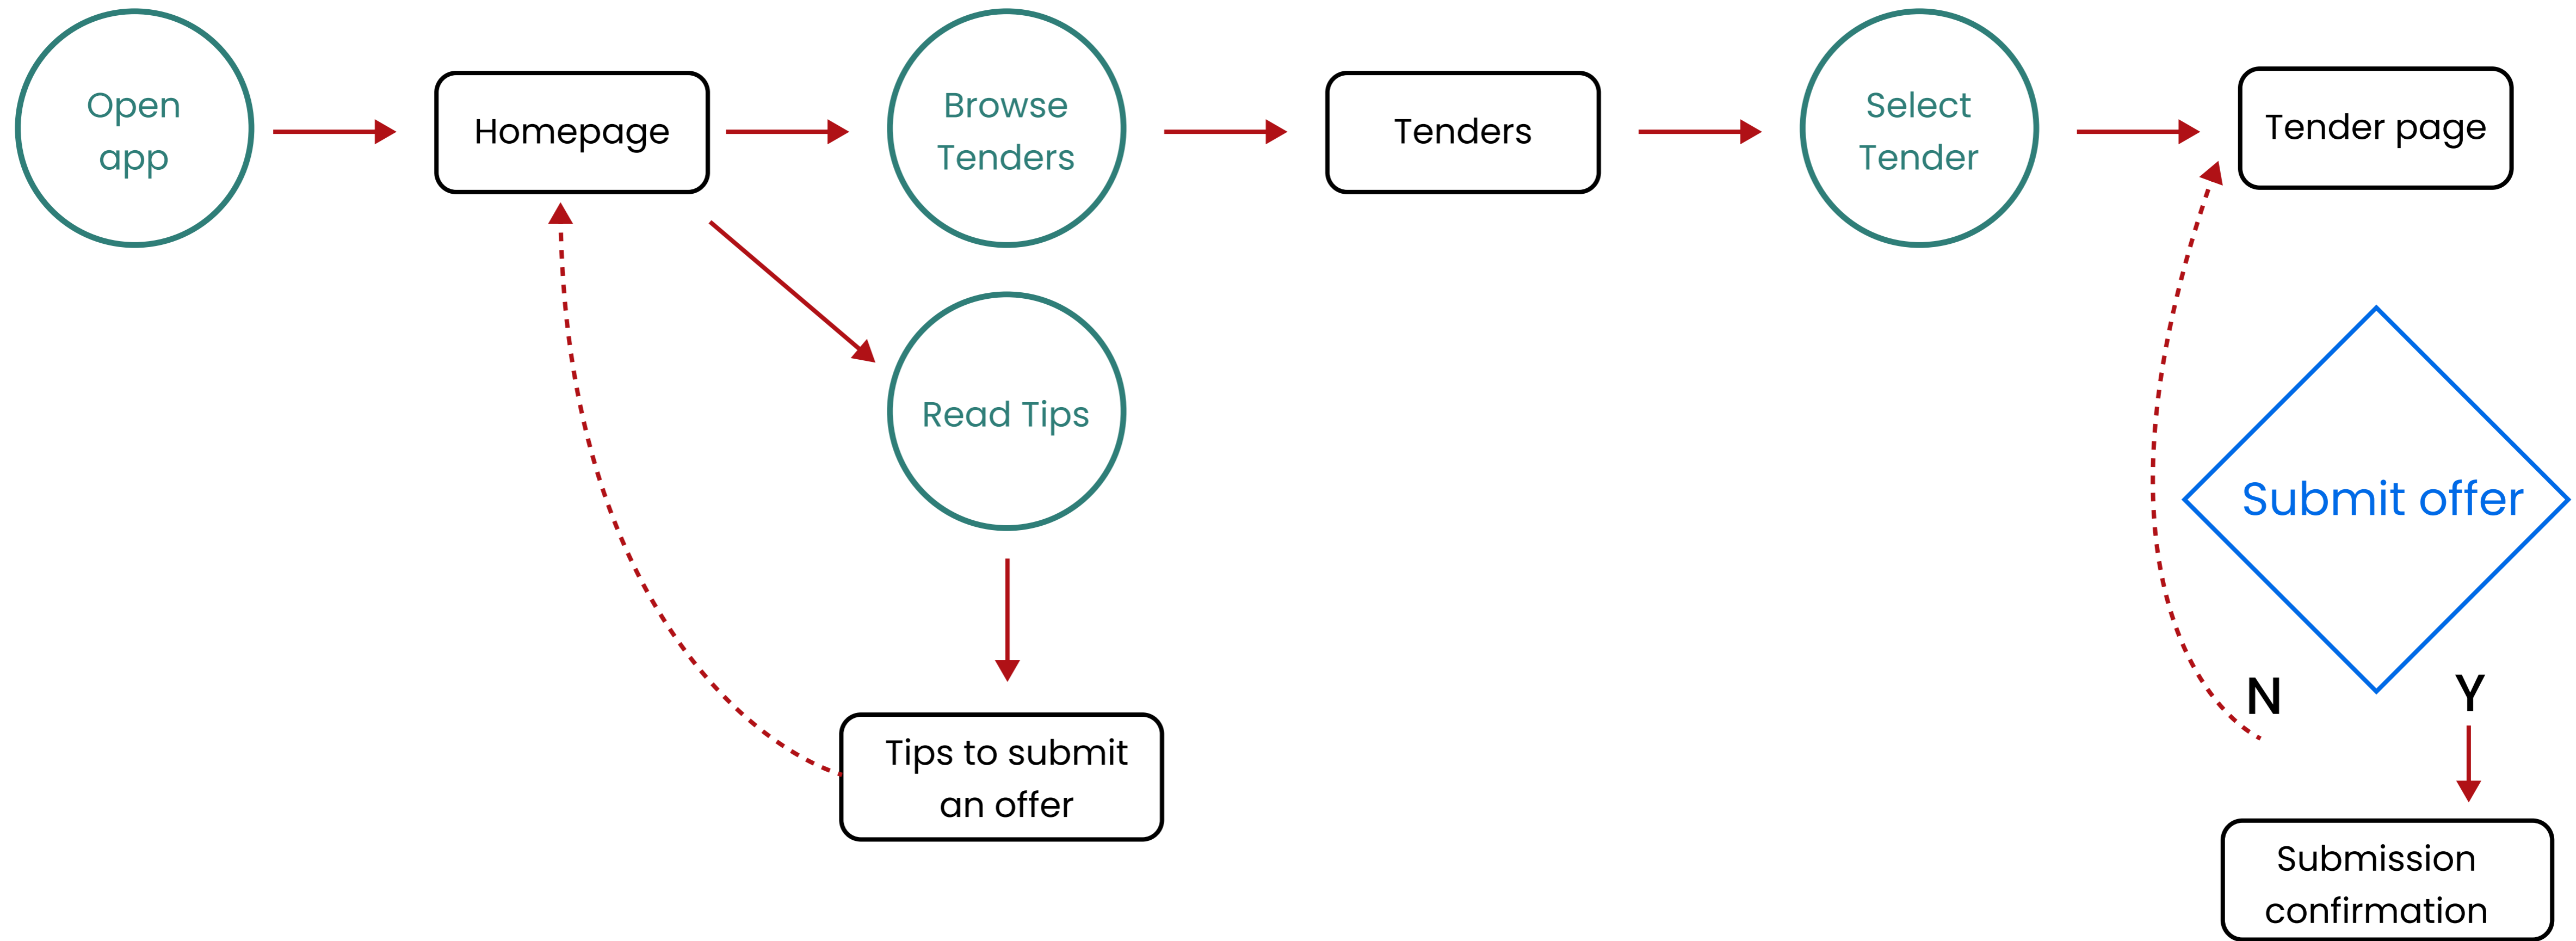 Open
app
Homepage
Browse
Tenders
Tenders
Select
Tender
Tender page
Read Tips
Submit offer
N
Y
Tips to submit
an offer
Submission
confirmation